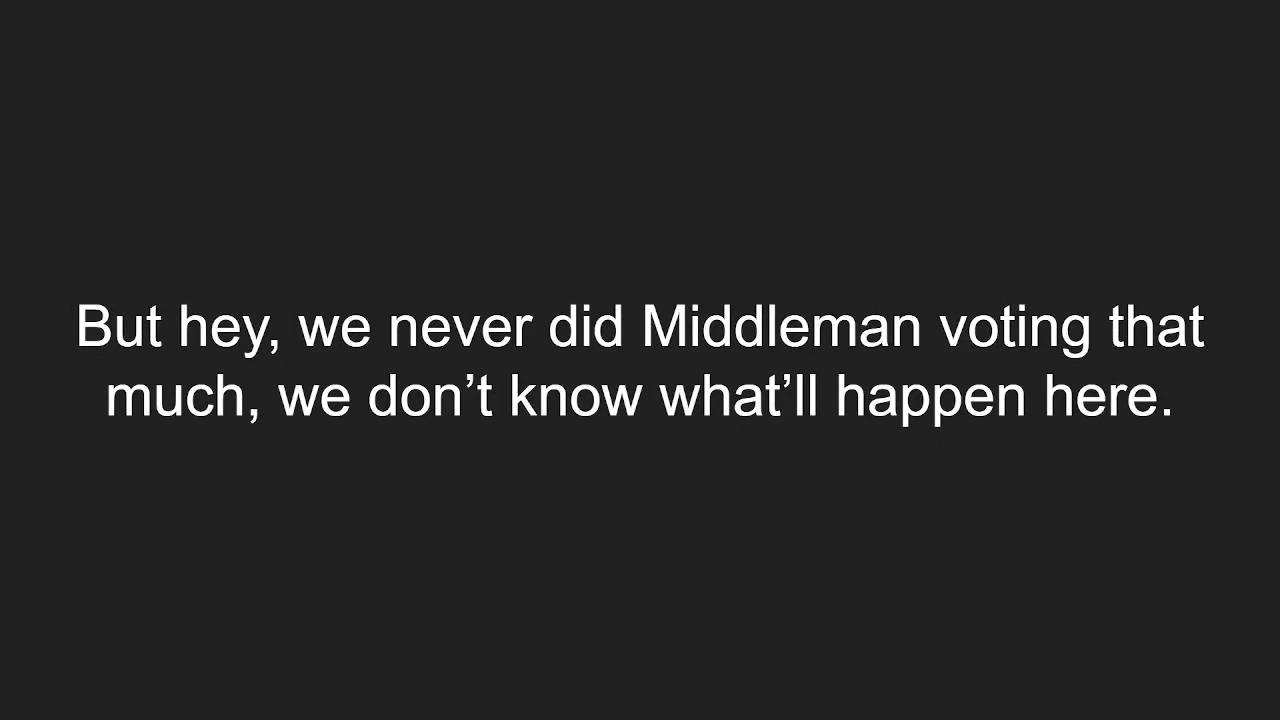 But hey, we never did Middleman voting that
much, we don’t know what’ll happen here.